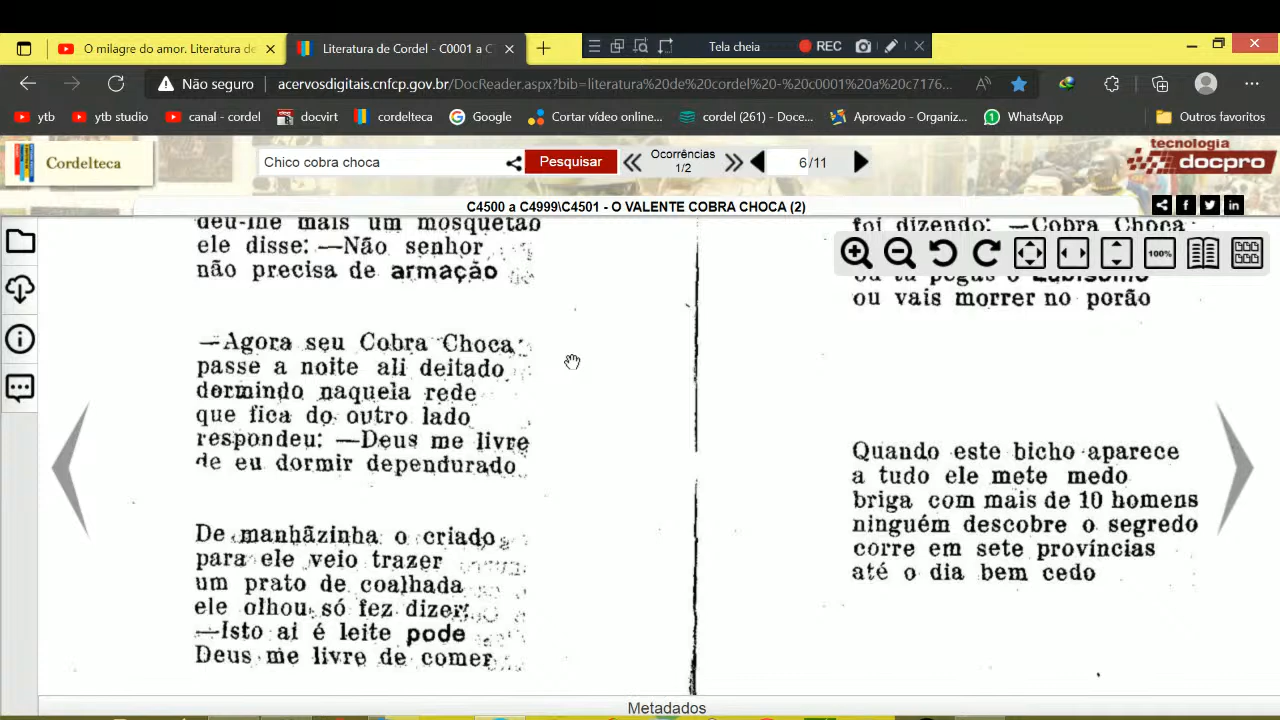 O milagre do amor. Literatura de
Literatura de Cordel - C0001 a C
Tela cheia
REC
Não seguro
acervosdigitais.cnfcp.gov.br/DocReader.aspx?bib=literatura%20de%20cordel%20-%20c0001%20a%20c7176...
ytb
ytb studio
canal - cordel
docvirt
cordelteca
Google
Cortar vídeo online...
cordel (261) - Doce...
Aprovado - Organiz...
WhatsApp
Outros favoritos
Cordelteca
Chico cobra choca
Pesquisar
Ocorrências
1/2
6 /11
tecnologia
docpro
C4500 a C4999\C4501 - O VALENTE COBRA CHOCA (2)
deu-lhe mais um mosquetão
ele disse: —Não senhor
não precisa de armação
—Agora seu Cobra Choca
passe a noite ali deitado
dormindo naquela rede
que fica do outro lado
respondeu: —Deus me livre
de eu dormir dependurado
De manhãzinha o criado
para ele veio trazer
um prato de coalhada
ele olhou só fez dizer:
—Isto ai é leite pode
Deus me livre de comer
foi dizendo: —Cobra Choca
100%
ou tu pegas o Lubisome
ou vais morrer no porão
Quando este bicho aparece
a tudo ele mete medo
briga com mais de 10 homens
ninguém descobre o segredo
corre em sete províncias
até o dia bem cedo
Metadados